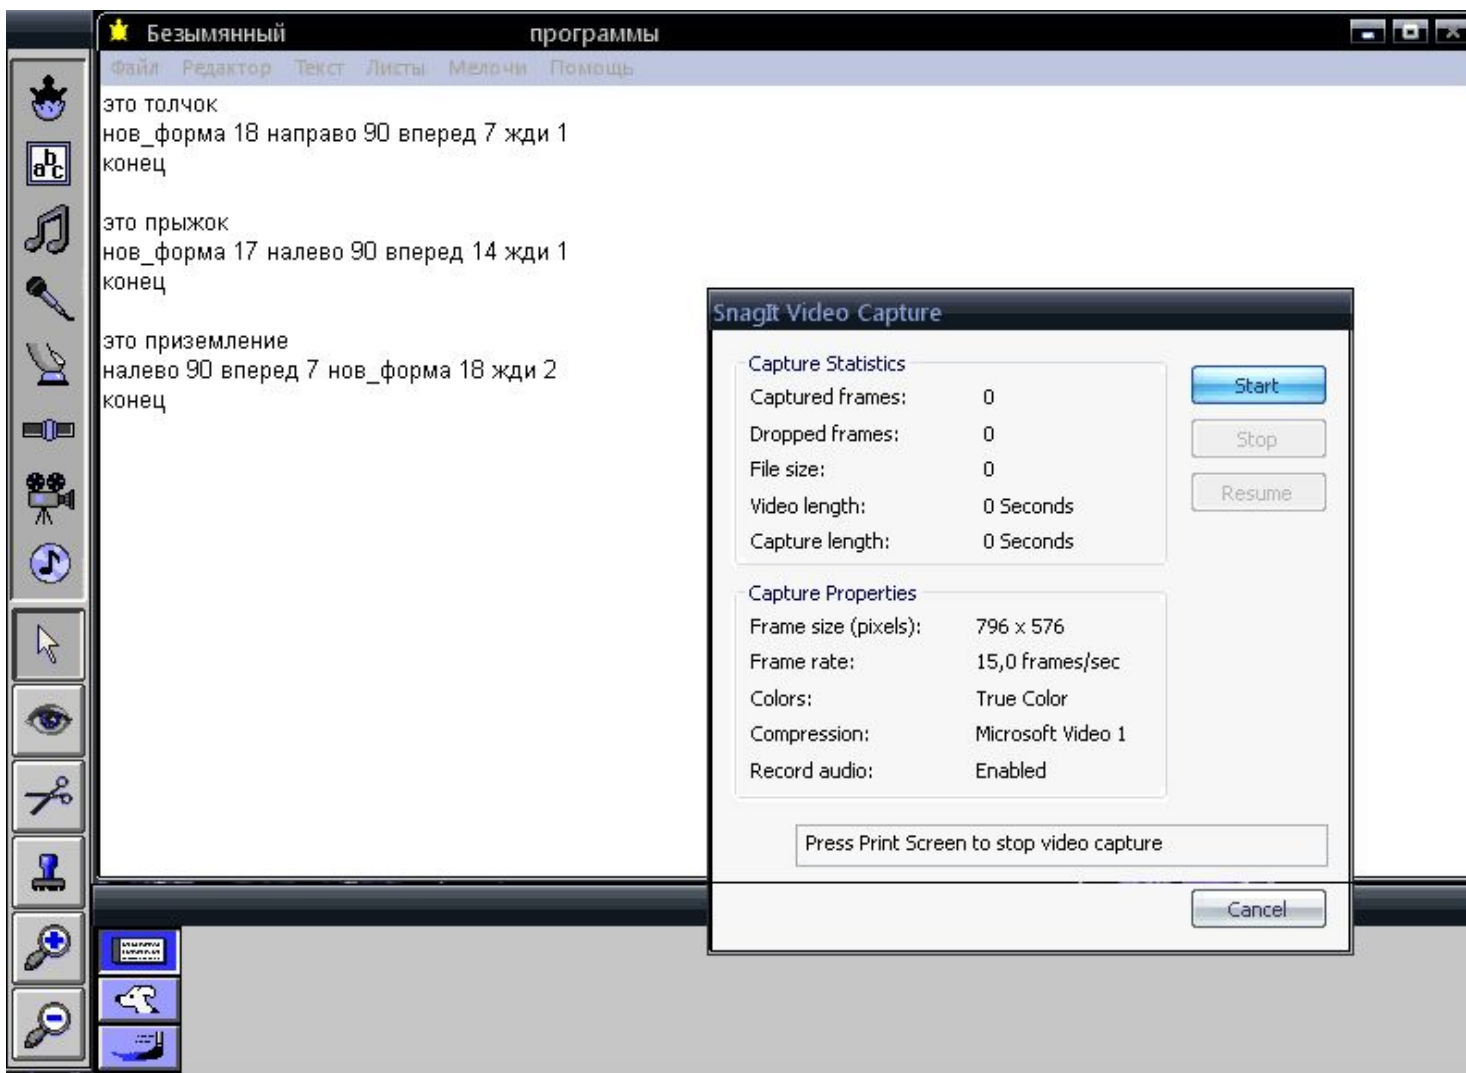 Безымянный программы
Файл Редактор Текст Листы Мелочи Помощь
это толчок
нов_форма 18 направо 90 вперед 7 жди 1
конец
это прыжок
нов_форма 17 налево 90 вперед 14 жди 1
конец
это приземление
налево 90 вперед 7 нов_форма 18 жди 2
конец
abc
SnagIt Video Capture
Capture Statistics
Captured frames: 0
Dropped frames: 0
File size: 0
Video length: 0 Seconds
Capture length: 0 Seconds
Start
Stop
Resume
Capture Properties
Frame size (pixels): 796 x 576
Frame rate: 15,0 frames/sec
Colors: True Color
Compression: Microsoft Video 1
Record audio: Enabled
Press Print Screen to stop video capture
Cancel